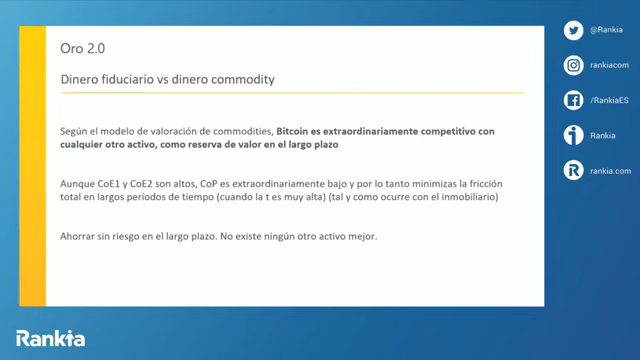 Oro 2.0
Dinero fiduciario vs dinero commodity
Según el modelo de valoración de commodities, Bitcoin es extraordinariamente competitivo con
cualquier otro activo, como reserva de valor en el largo plazo
Aunque CoE1 y CoE2 son altos, CoP es extraordinariamente bajo y por lo tanto minimizas la fricción
total en largos períodos de tiempo (cuando la t es muy alta) (tal y como ocurre con el inmobiliario)
Ahorrar sin riesgo en el largo plazo. No existe ningún otro activo mejor.
@Rankia
rankiacom
/RankiaES
Rankia
rankia.com
Rankia